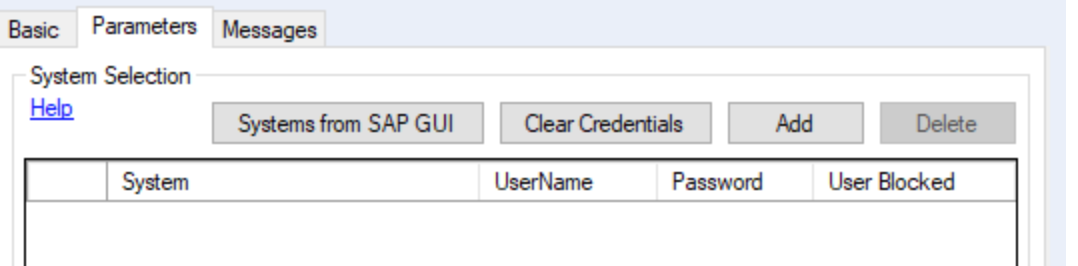 Basic Parameters Messages
System Selection
Help
Systems from SAP GUI Clear Credentials Add Delete
System UserName Password User Blocked